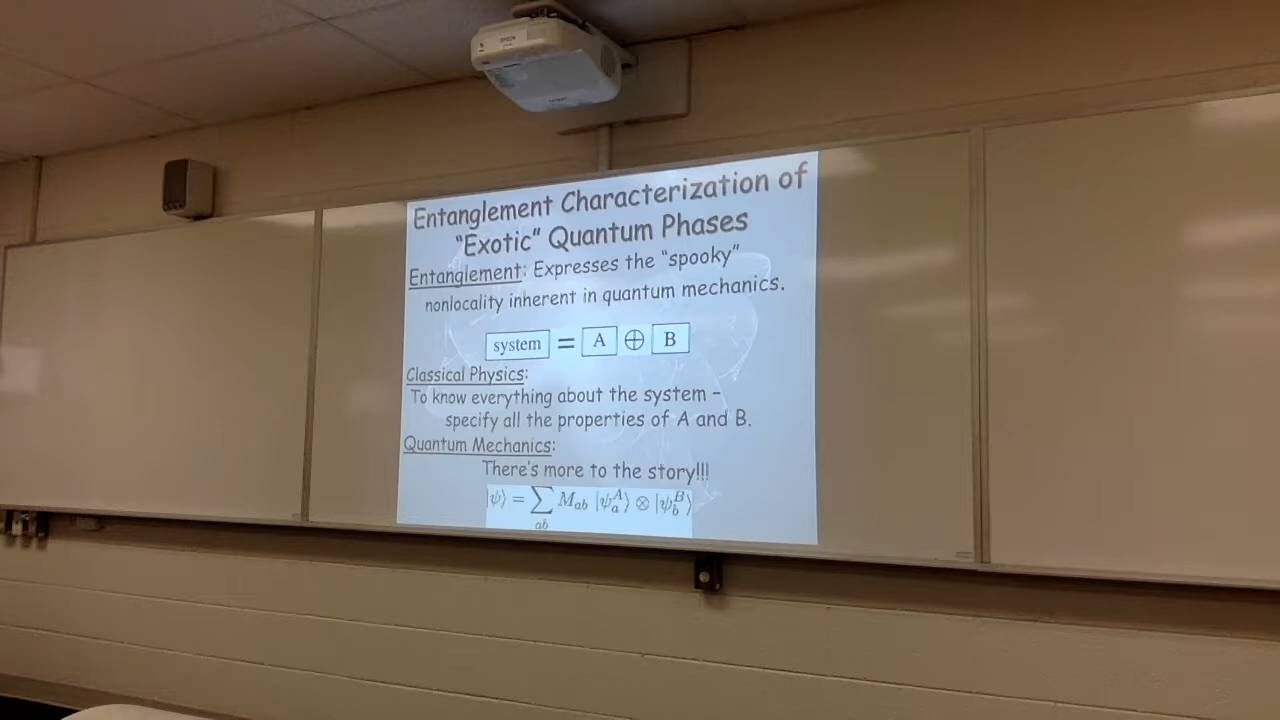 Entanglement Characterization of
"Exotic" Quantum Phases
Entanglement: Expresses the "spooky"
nonlocality inherent in quantum mechanics.
system = A ⊕ B
Classical Physics:
To know everything about the system –
specify all the properties of A and B.
Quantum Mechanics:
There's more to the story!!!
|ψ⟩ = ∑ M_ab |ψ_a^A⟩ ⊗ |ψ_b^B⟩
ab